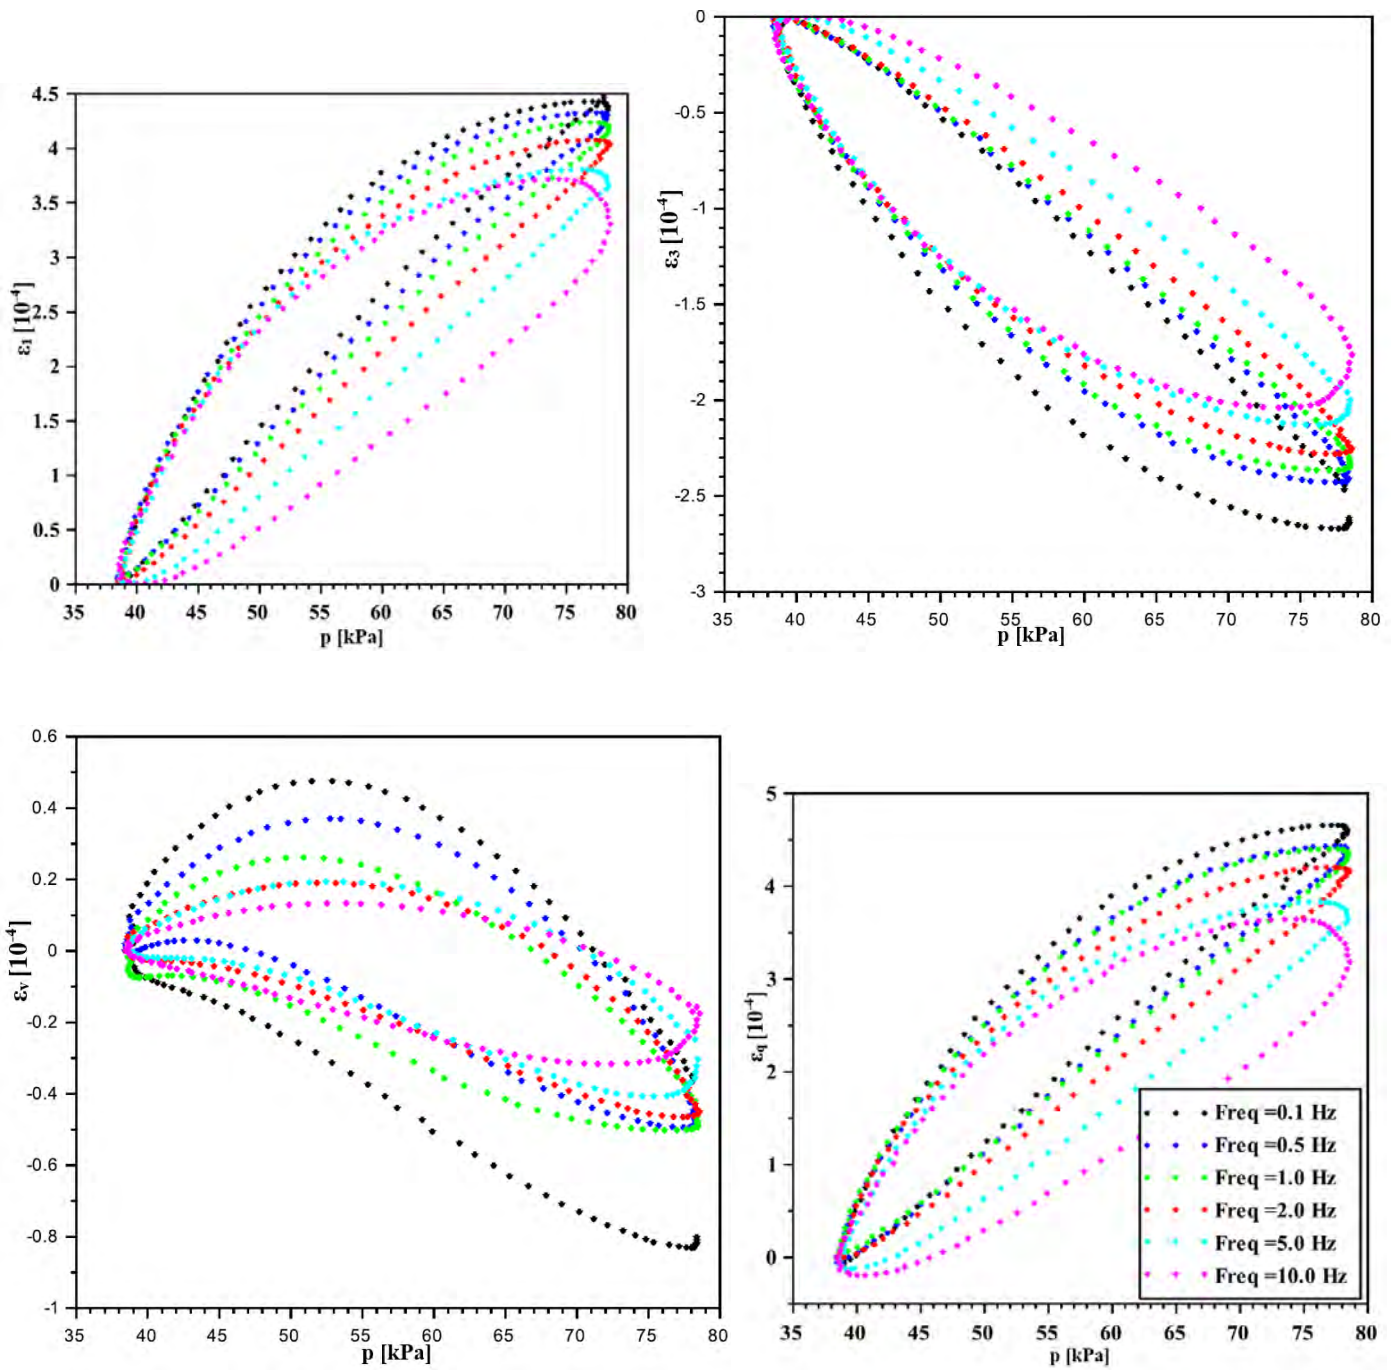 4.5
4
3.5
3
2.5
2
1.5
1
0.5
0
ε1 [10-4]
35 40 45 50 55 60 65 70 75 80
p [kPa]
0
-0.5
-1
-1.5
-2
-2.5
-3
ε3 [10-4]
35 40 45 50 55 60 65 70 75 80
p [kPa]
0.6
0.4
0.2
0
-0.2
-0.4
-0.6
-0.8
-1
εv [10-4]
35 40 45 50 55 60 65 70 75 80
p [kPa]
5
4
3
2
1
0
εq [10-4]
Freq =0.1 Hz
Freq =0.5 Hz
Freq =1.0 Hz
Freq =2.0 Hz
Freq =5.0 Hz
Freq =10.0 Hz
35 40 45 50 55 60 65 70 75 80
p [kPa]